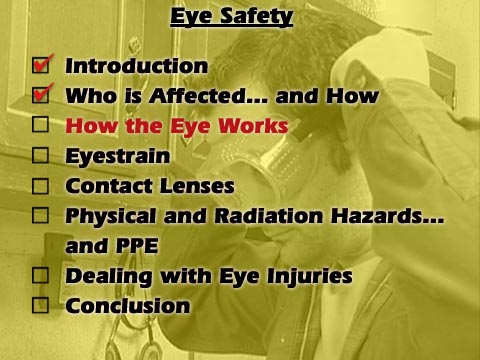 Eye Safety
Introduction
Who is Affected... and How
How the Eye Works
Eyestrain
Contact Lenses
Physical and Radiation Hazards...
and PPE
Dealing with Eye Injuries
Conclusion